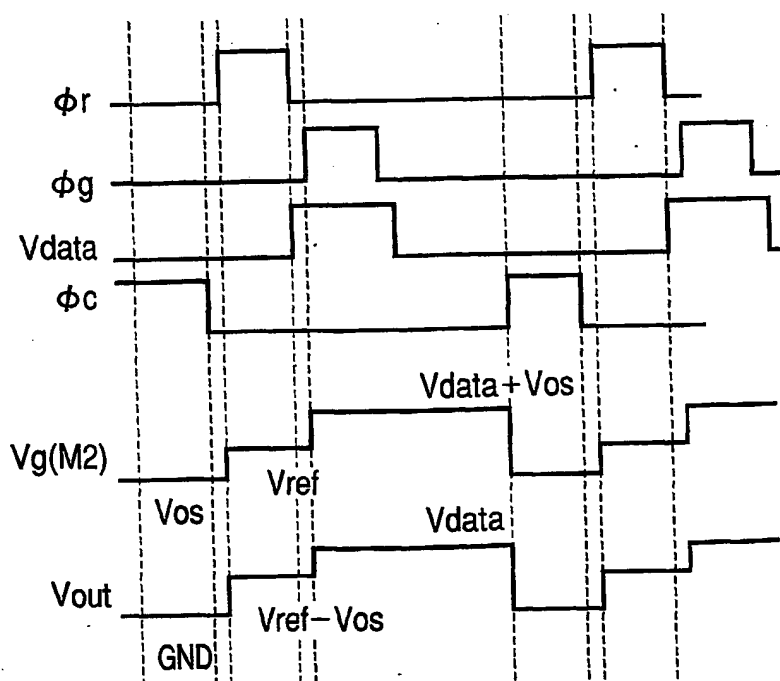 ϕr
ϕg
Vdata
ϕc
Vdata+Vos
Vg(M2)
Vref
Vos
Vdata
Vout
Vref−Vos
GND